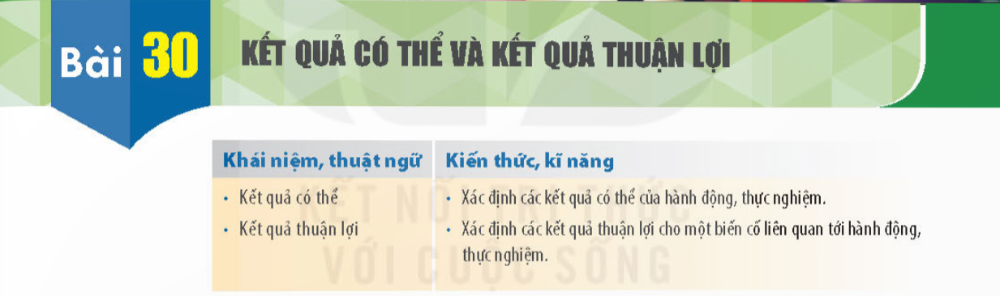 Bài 30
KẾT QUẢ CÓ THỂ VÀ KẾT QUẢ THUẬN LỢI
Khái niệm, thuật ngữ
• Kết quả có thể
• Kết quả thuận lợi
Kiến thức, kĩ năng
• Xác định các kết quả có thể của hành động, thực nghiệm.
• Xác định các kết quả thuận lợi cho một biến cố liên quan tới hành động,
thực nghiệm.
KẾT NỐI TRI THỨC
VỚI CUỘC SỐNG